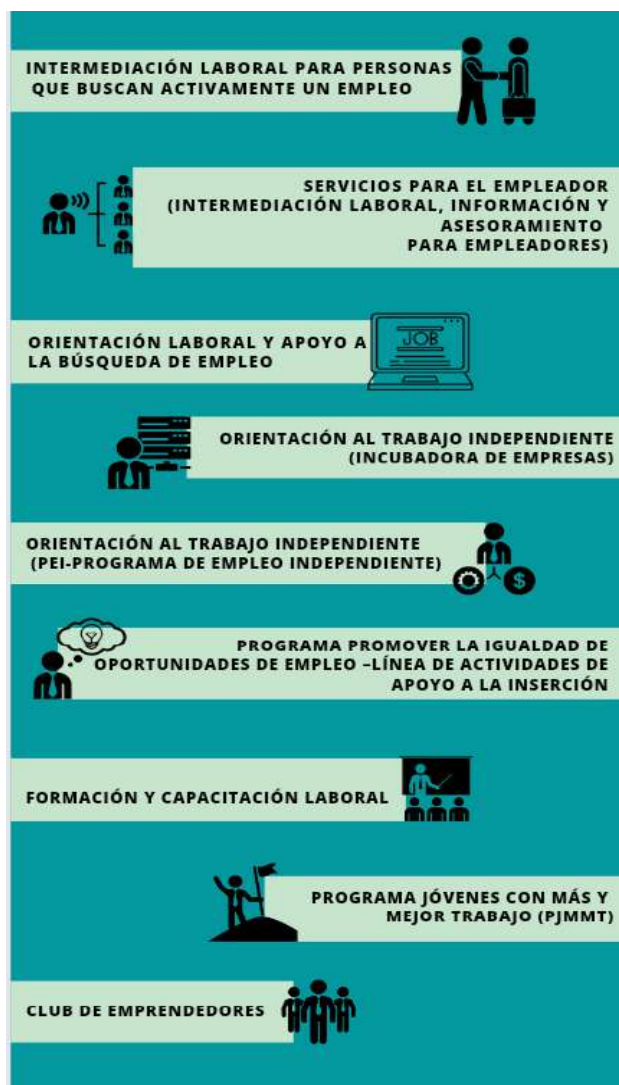 INTERMEDIACIÓN LABORAL PARA PERSONAS
QUE BUSCAN ACTIVAMENTE UN EMPLEO
SERVICIOS PARA EL EMPLEADOR
(INTERMEDIACIÓN LABORAL, INFORMACIÓN Y
ASESORAMIENTO
PARA EMPLEADORES)
ORIENTACIÓN LABORAL Y APOYO A
LA BÚSQUEDA DE EMPLEO
JOB
ORIENTACIÓN AL TRABAJO INDEPENDIENTE
(INCUBADORA DE EMPRESAS)
ORIENTACIÓN AL TRABAJO INDEPENDIENTE
(PEI-PROGRAMA DE EMPLEO INDEPENDIENTE)
$
PROGRAMA PROMOVER LA IGUALDAD DE
OPORTUNIDADES DE EMPLEO –LÍNEA DE ACTIVIDADES DE
APOYO A LA INSERCIÓN
FORMACIÓN Y CAPACITACIÓN LABORAL
PROGRAMA JÓVENES CON MÁS Y
MEJOR TRABAJO (PJMMT)
CLUB DE EMPRENDEDORES